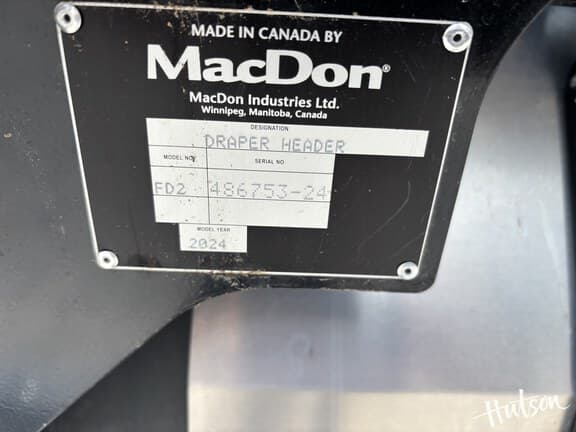 MADE IN CANADA BY
MacDon®
MacDon Industries Ltd.
Winnipeg, Manitoba, Canada
DESIGNATION
DRAPER HEADER
MODEL NO. SERIAL NO
FD2 486753-24
MODEL YEAR
2024
Hutson